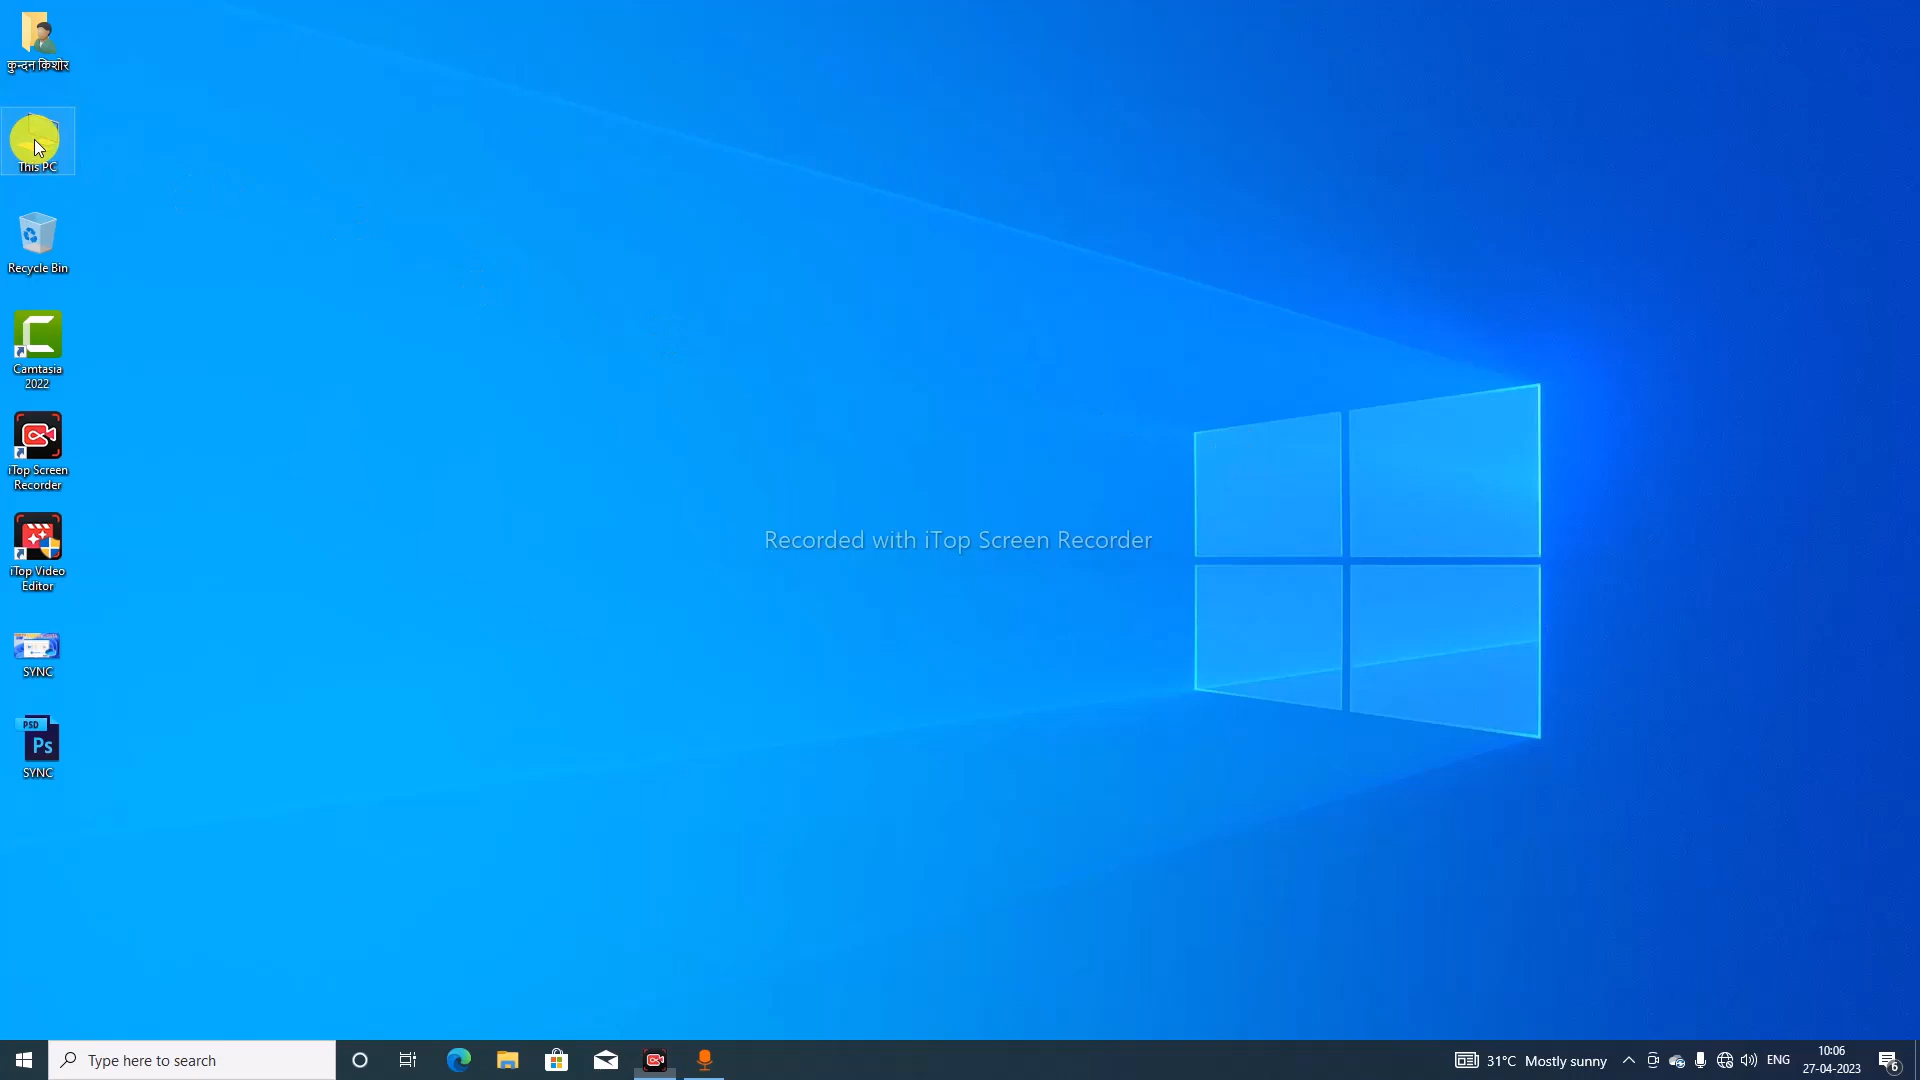 कुन्दन किशोर
This PC
Recycle Bin
Camtasia
2022
iTop Screen
Recorder
iTop Video
Editor
SYNC
PSD
Ps
SYNC
Recorded with iTop Screen Recorder
Type here to search
31°C Mostly sunny
ENG
10:06
27-04-2023
6